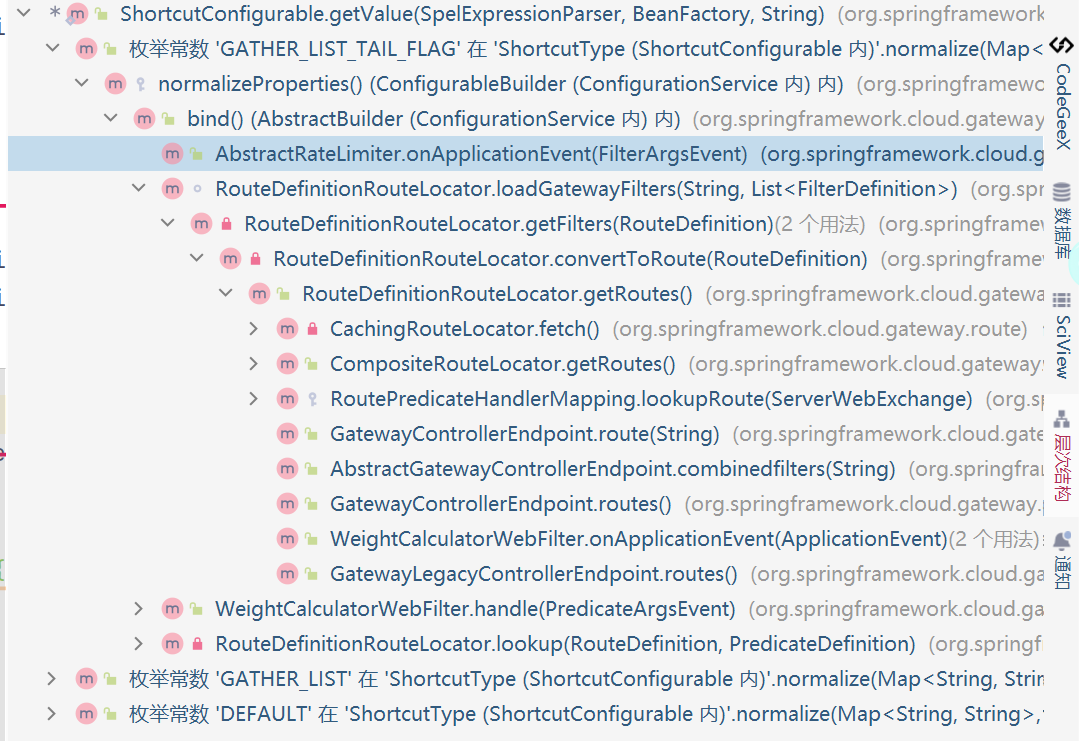 ShortcutConfigurable.getValue(SpelExpressionParser, BeanFactory, String) (org.springframework
枚举常数 'GATHER_LIST_TAIL_FLAG' 在 'ShortcutType (ShortcutConfigurable 内)'.normalize(Map<
normalizeProperties() (ConfigurableBuilder (ConfigurationService 内) 内) (org.springframewo
bind() (AbstractBuilder (ConfigurationService 内) 内) (org.springframework.cloud.gateway
AbstractRateLimiter.onApplicationEvent(FilterArgsEvent) (org.springframework.cloud.g
RouteDefinitionRouteLocator.loadGatewayFilters(String, List<FilterDefinition>) (org.spr
RouteDefinitionRouteLocator.getFilters(RouteDefinition)(2 个用法) (org.springframew
RouteDefinitionRouteLocator.convertToRoute(RouteDefinition) (org.springframew
RouteDefinitionRouteLocator.getRoutes() (org.springframework.cloud.gatewa
CachingRouteLocator.fetch() (org.springframework.cloud.gateway.route)
CompositeRouteLocator.getRoutes() (org.springframework.cloud.gateway
RoutePredicateHandlerMapping.lookupRoute(ServerWebExchange) (org.sp
GatewayControllerEndpoint.route(String) (org.springframework.cloud.gate
AbstractGatewayControllerEndpoint.combinedfilters(String) (org.springfra
GatewayControllerEndpoint.routes() (org.springframework.cloud.gateway.
WeightCalculatorWebFilter.onApplicationEvent(ApplicationEvent)(2 个用法)
GatewayLegacyControllerEndpoint.routes() (org.springframework.cloud.ga
WeightCalculatorWebFilter.handle(PredicateArgsEvent) (org.springframework.cloud.ga
RouteDefinitionRouteLocator.lookup(RouteDefinition, PredicateDefinition) (org.springf
枚举常数 'GATHER_LIST' 在 'ShortcutType (ShortcutConfigurable 内)'.normalize(Map<String, Strin
枚举常数 'DEFAULT' 在 'ShortcutType (ShortcutConfigurable 内)'.normalize(Map<String, String>,
CodeGeeX
数据库
SciView
层次结构
通知